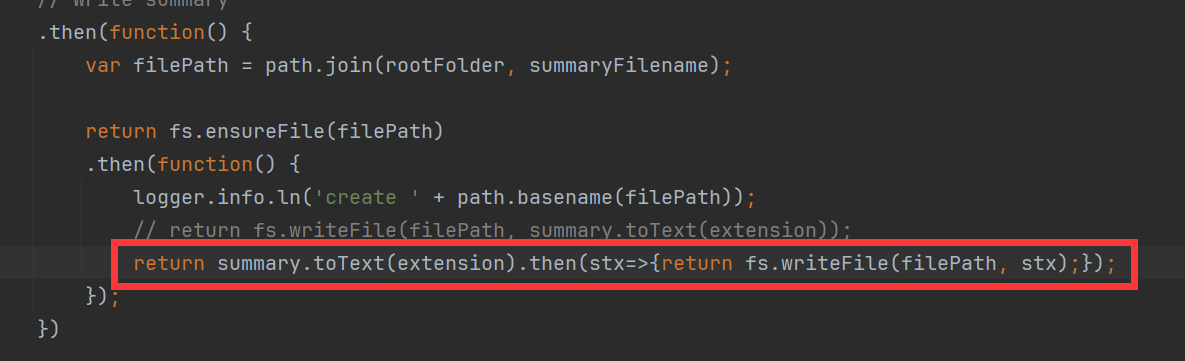 // Write summary
.then(function() {
var filePath = path.join(rootFolder, summaryFilename);
return fs.ensureFile(filePath)
.then(function() {
logger.info.ln('create ' + path.basename(filePath));
// return fs.writeFile(filePath, summary.toText(extension));
return summary.toText(extension).then(stx=>{return fs.writeFile(filePath, stx);});
});
})